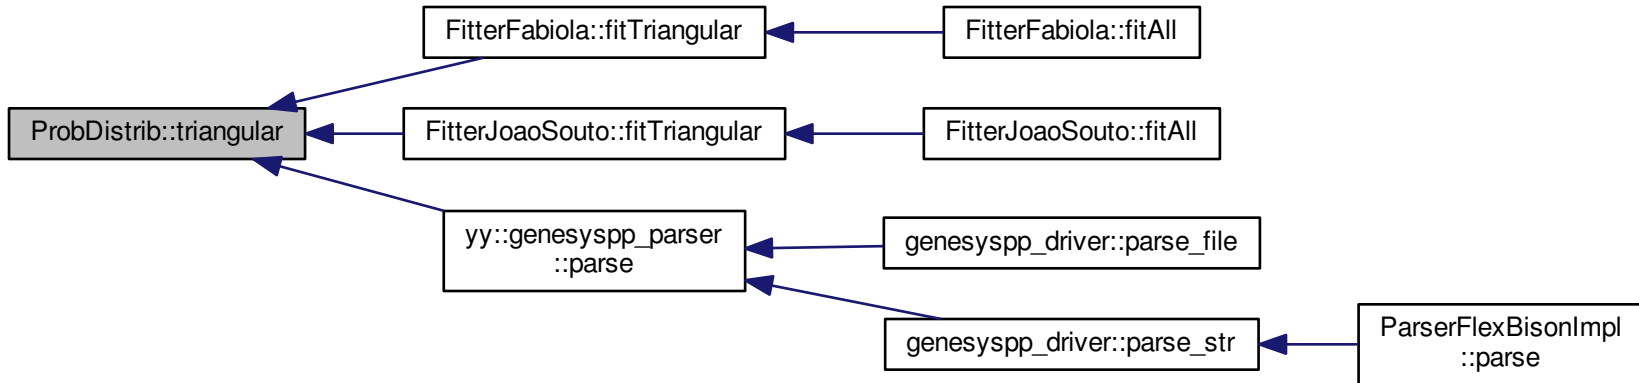 FitterFabiola::fitTriangular
FitterFabiola::fitAll
ProbDistrib::triangular
FitterJoaoSouto::fitTriangular
FitterJoaoSouto::fitAll
yy::genesyspp_parser
::parse
genesyspp_driver::parse_file
genesyspp_driver::parse_str
ParserFlexBisonImpl
::parse